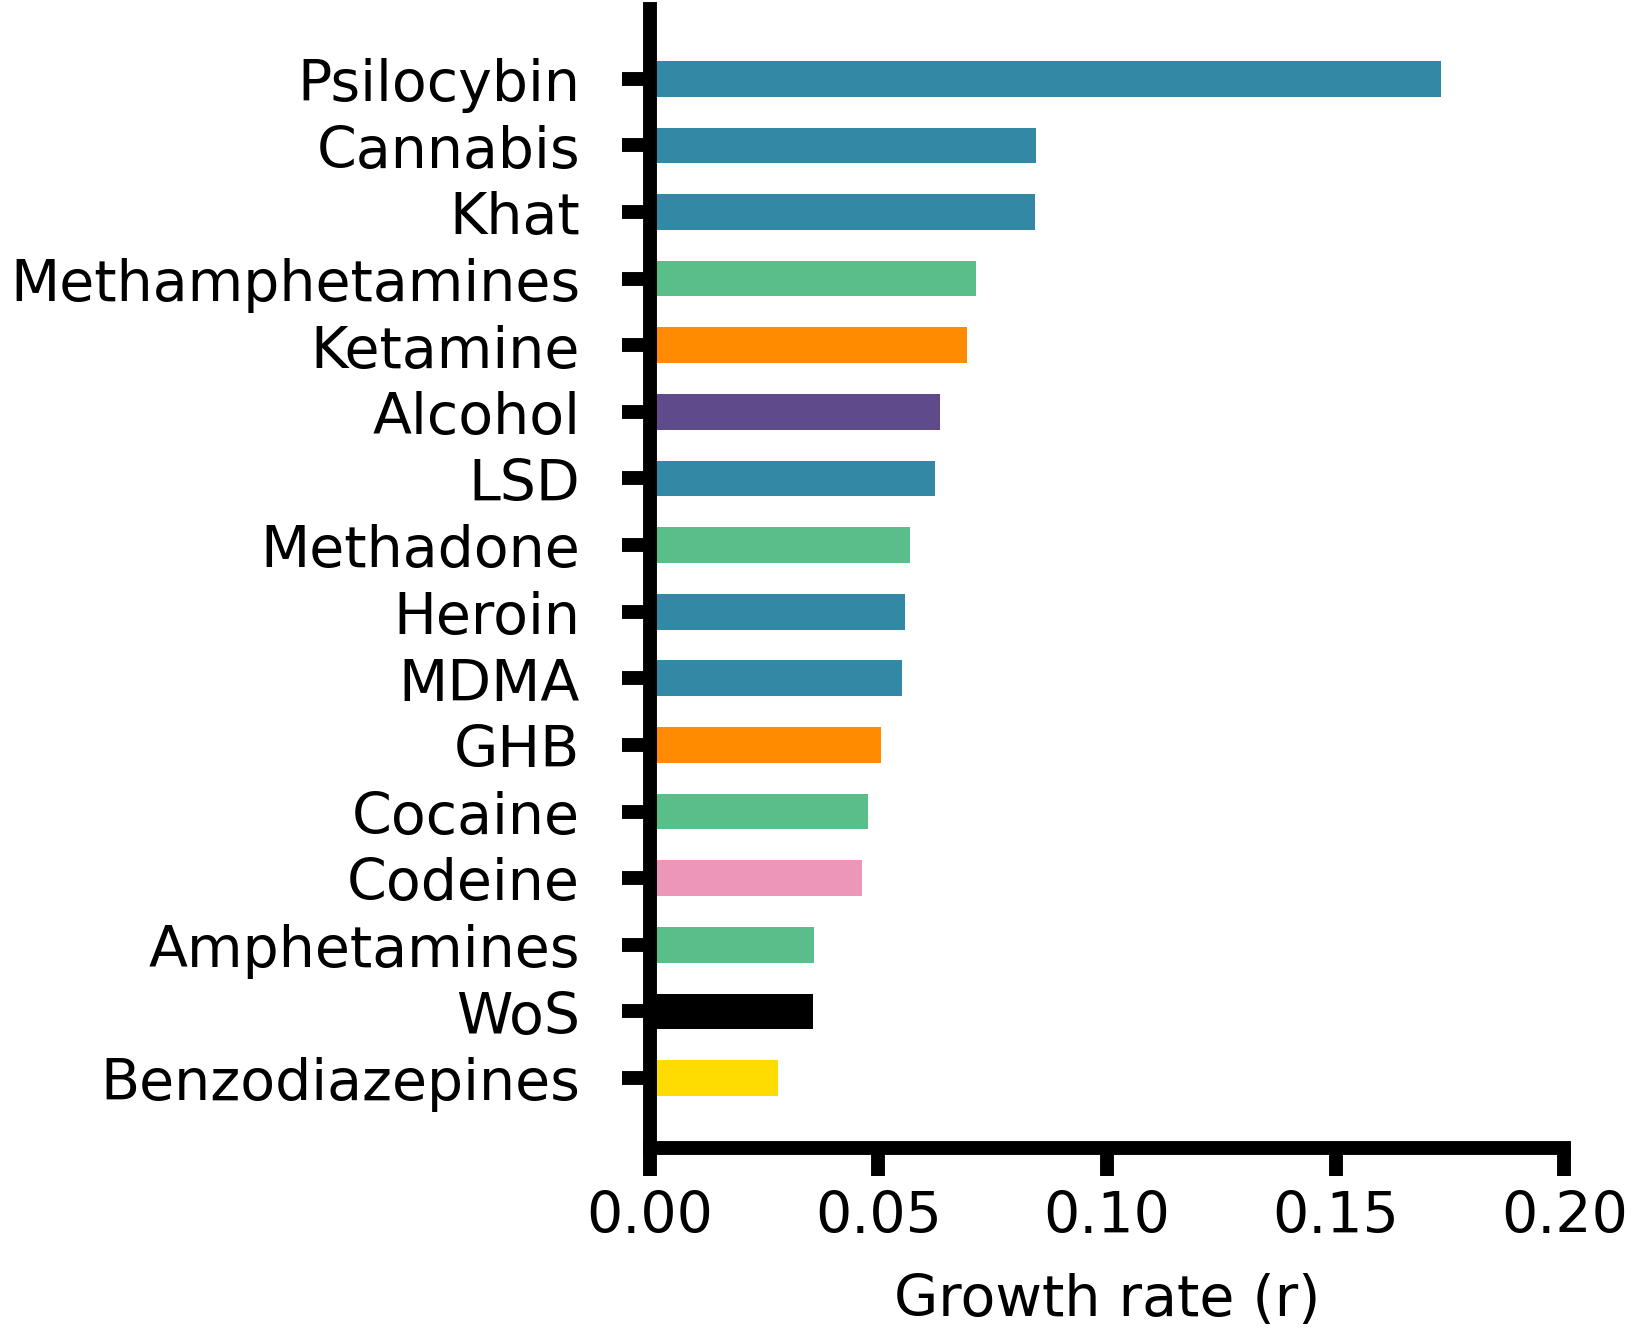 Psilocybin
Cannabis
Khat
Methamphetamines
Ketamine
Alcohol
LSD
Methadone
Heroin
MDMA
GHB
Cocaine
Codeine
Amphetamines
WoS
Benzodiazepines
0.00 0.05 0.10 0.15 0.20
Growth rate (r)